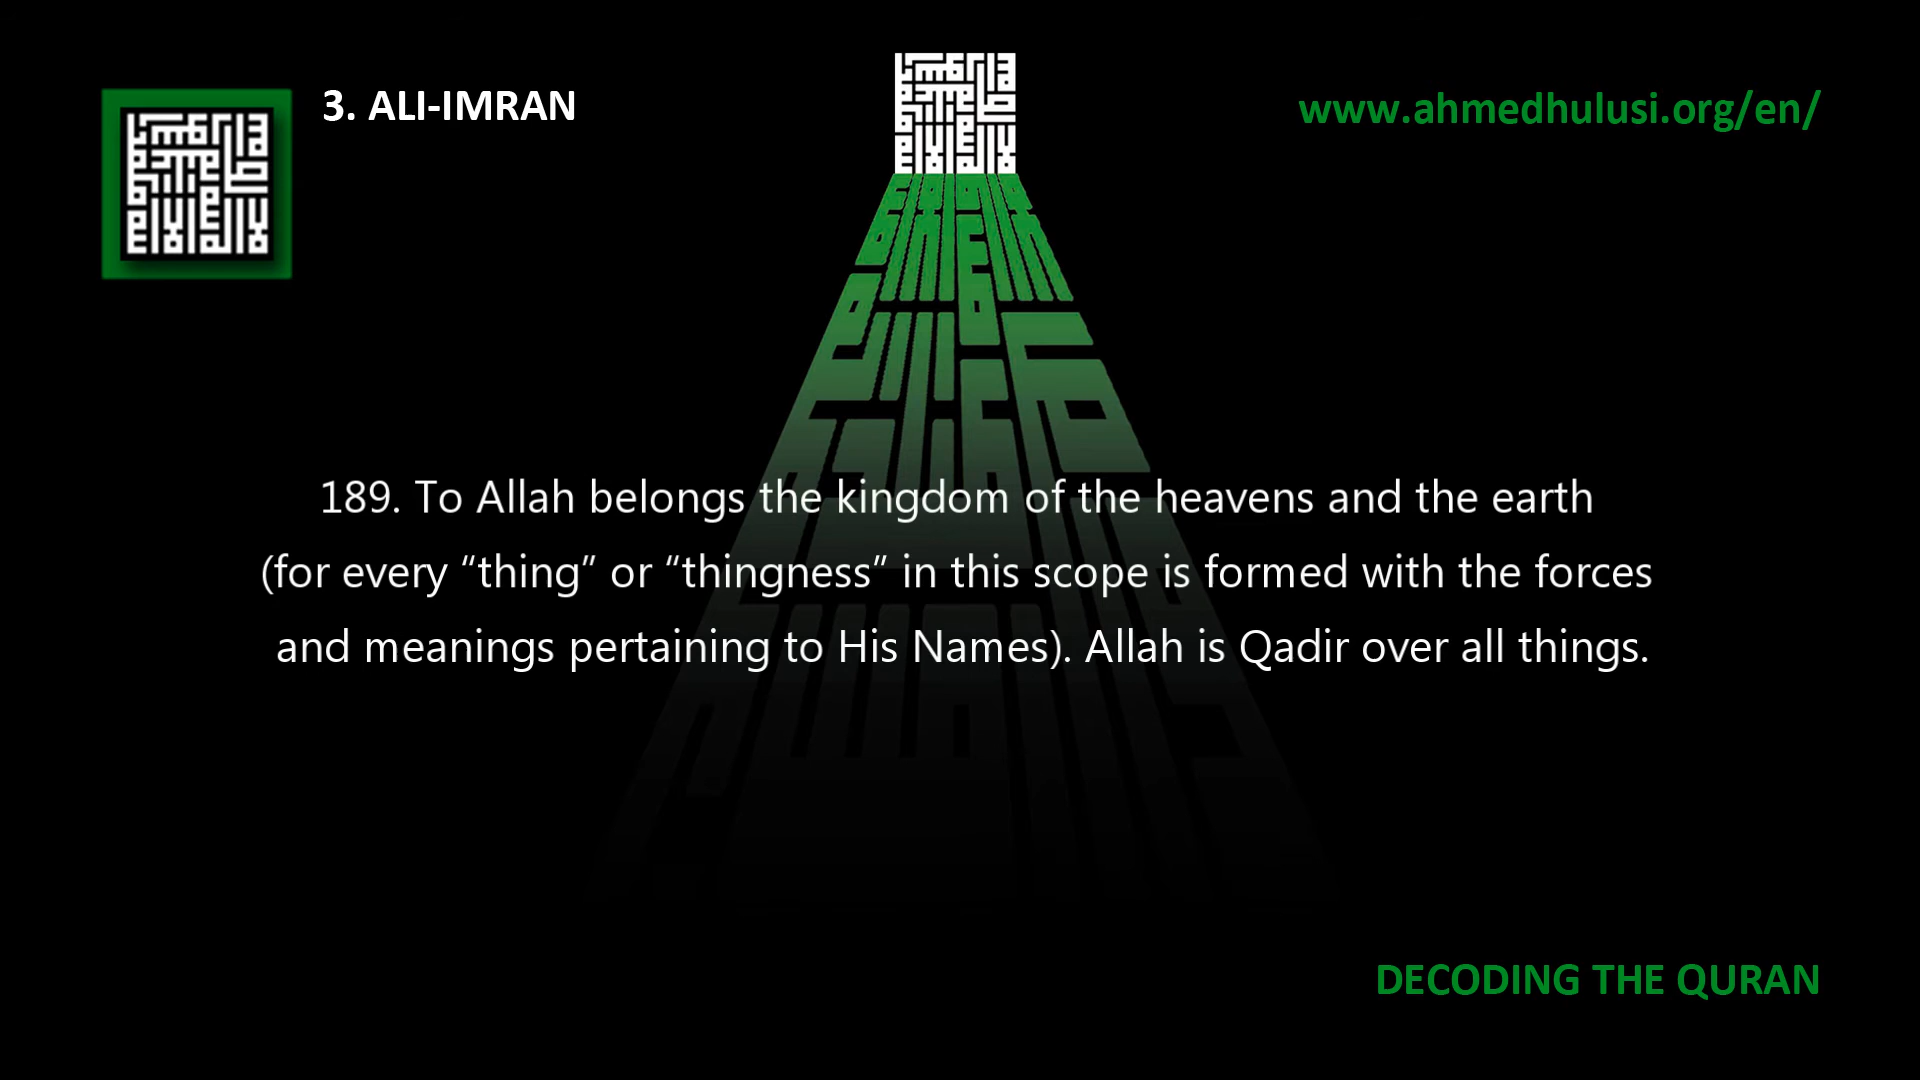 3. ALI-IMRAN
www.ahmedhulusi.org/en/
189. To Allah belongs the kingdom of the heavens and the earth
(for every “thing” or “thingness” in this scope is formed with the forces
and meanings pertaining to His Names). Allah is Qadir over all things.
DECODING THE QURAN